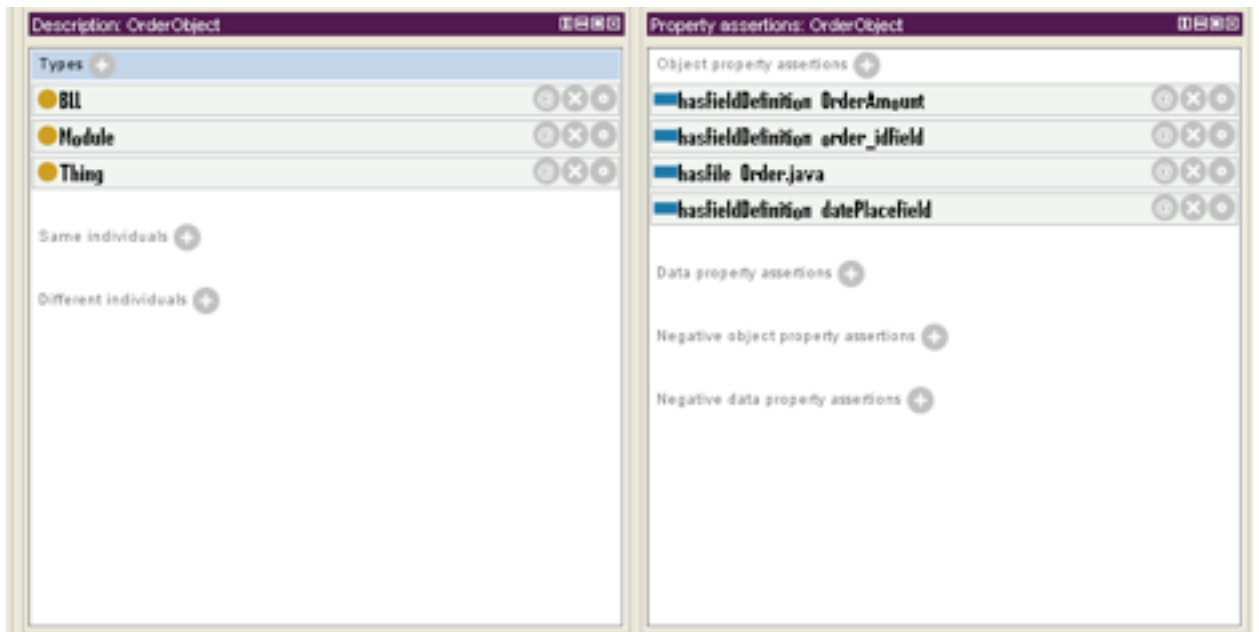 Description: OrderObject
Types
Bll
Module
Thing
Same individuals
Different individuals
Property assertions: OrderObject
Object property assertions
hasFieldDefinition OrderAmount
hasFieldDefinition order_idField
hasFile Order.java
hasFieldDefinition datePlaceField
Data property assertions
Negative object property assertions
Negative data property assertions